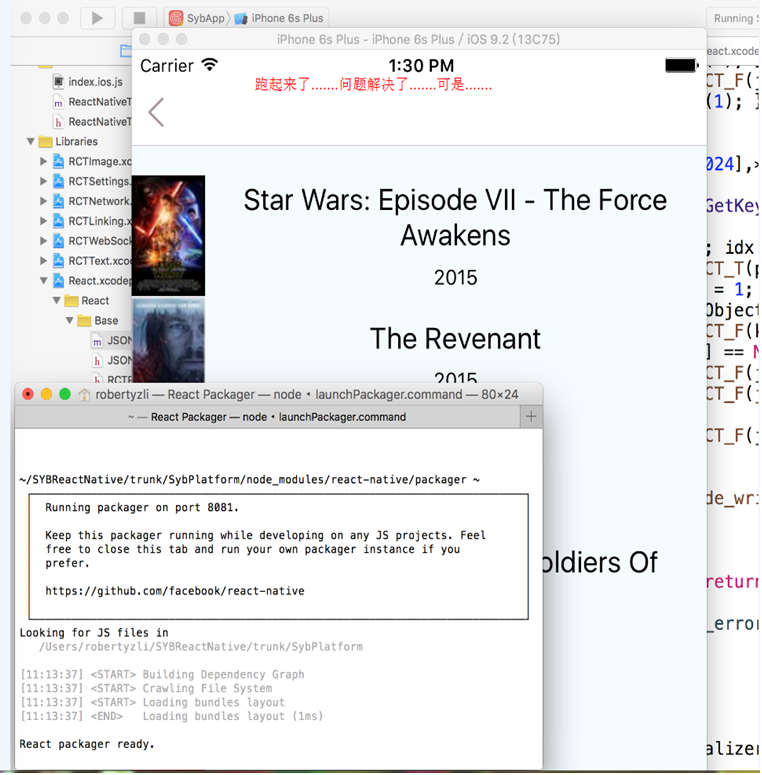 SybApp
iPhone 6s Plus
Running
iPhone 6s Plus - iPhone 6s Plus / iOS 9.2 (13C75)
Carrier
1:30 PM
跑起来了.......问题解决了.......可是.......
index.ios.js
ReactNativeT
ReactNativeT
Libraries
RCTImage.xc
RCTSettings.
RCTNetwork.
RCTLinking.x
RCTWebSock
RCTText.xcoc
React.xcodep
React
Base
JSON
JSON
Star Wars: Episode VII - The Force
Awakens
2015
The Revenant
2015
oldiers Of
eact.xcode
CT_F(
(1);
024],
GetKey
; idx
CT_T(p
= 1;
Object
CT_F(
] == N
CT_F(
CT_F(
CT_F(
de_wri
return
_error
alizer
robertyzli — React Packager — node ◂ launchPackager.command — 80×24
~ — React Packager — node ◂ launchPackager.command
~/SYBReactNative/trunk/SybPlatform/node_modules/react-native/packager ~
Running packager on port 8081.
Keep this packager running while developing on any JS projects. Feel
free to close this tab and run your own packager instance if you
prefer.
https://github.com/facebook/react-native
Looking for JS files in
/Users/robertyzli/SYBReactNative/trunk/SybPlatform
[11:13:37] <START> Building Dependency Graph
[11:13:37] <START> Crawling File System
[11:13:37] <START> Loading bundles layout
[11:13:37] <END>   Loading bundles layout (1ms)
React packager ready.